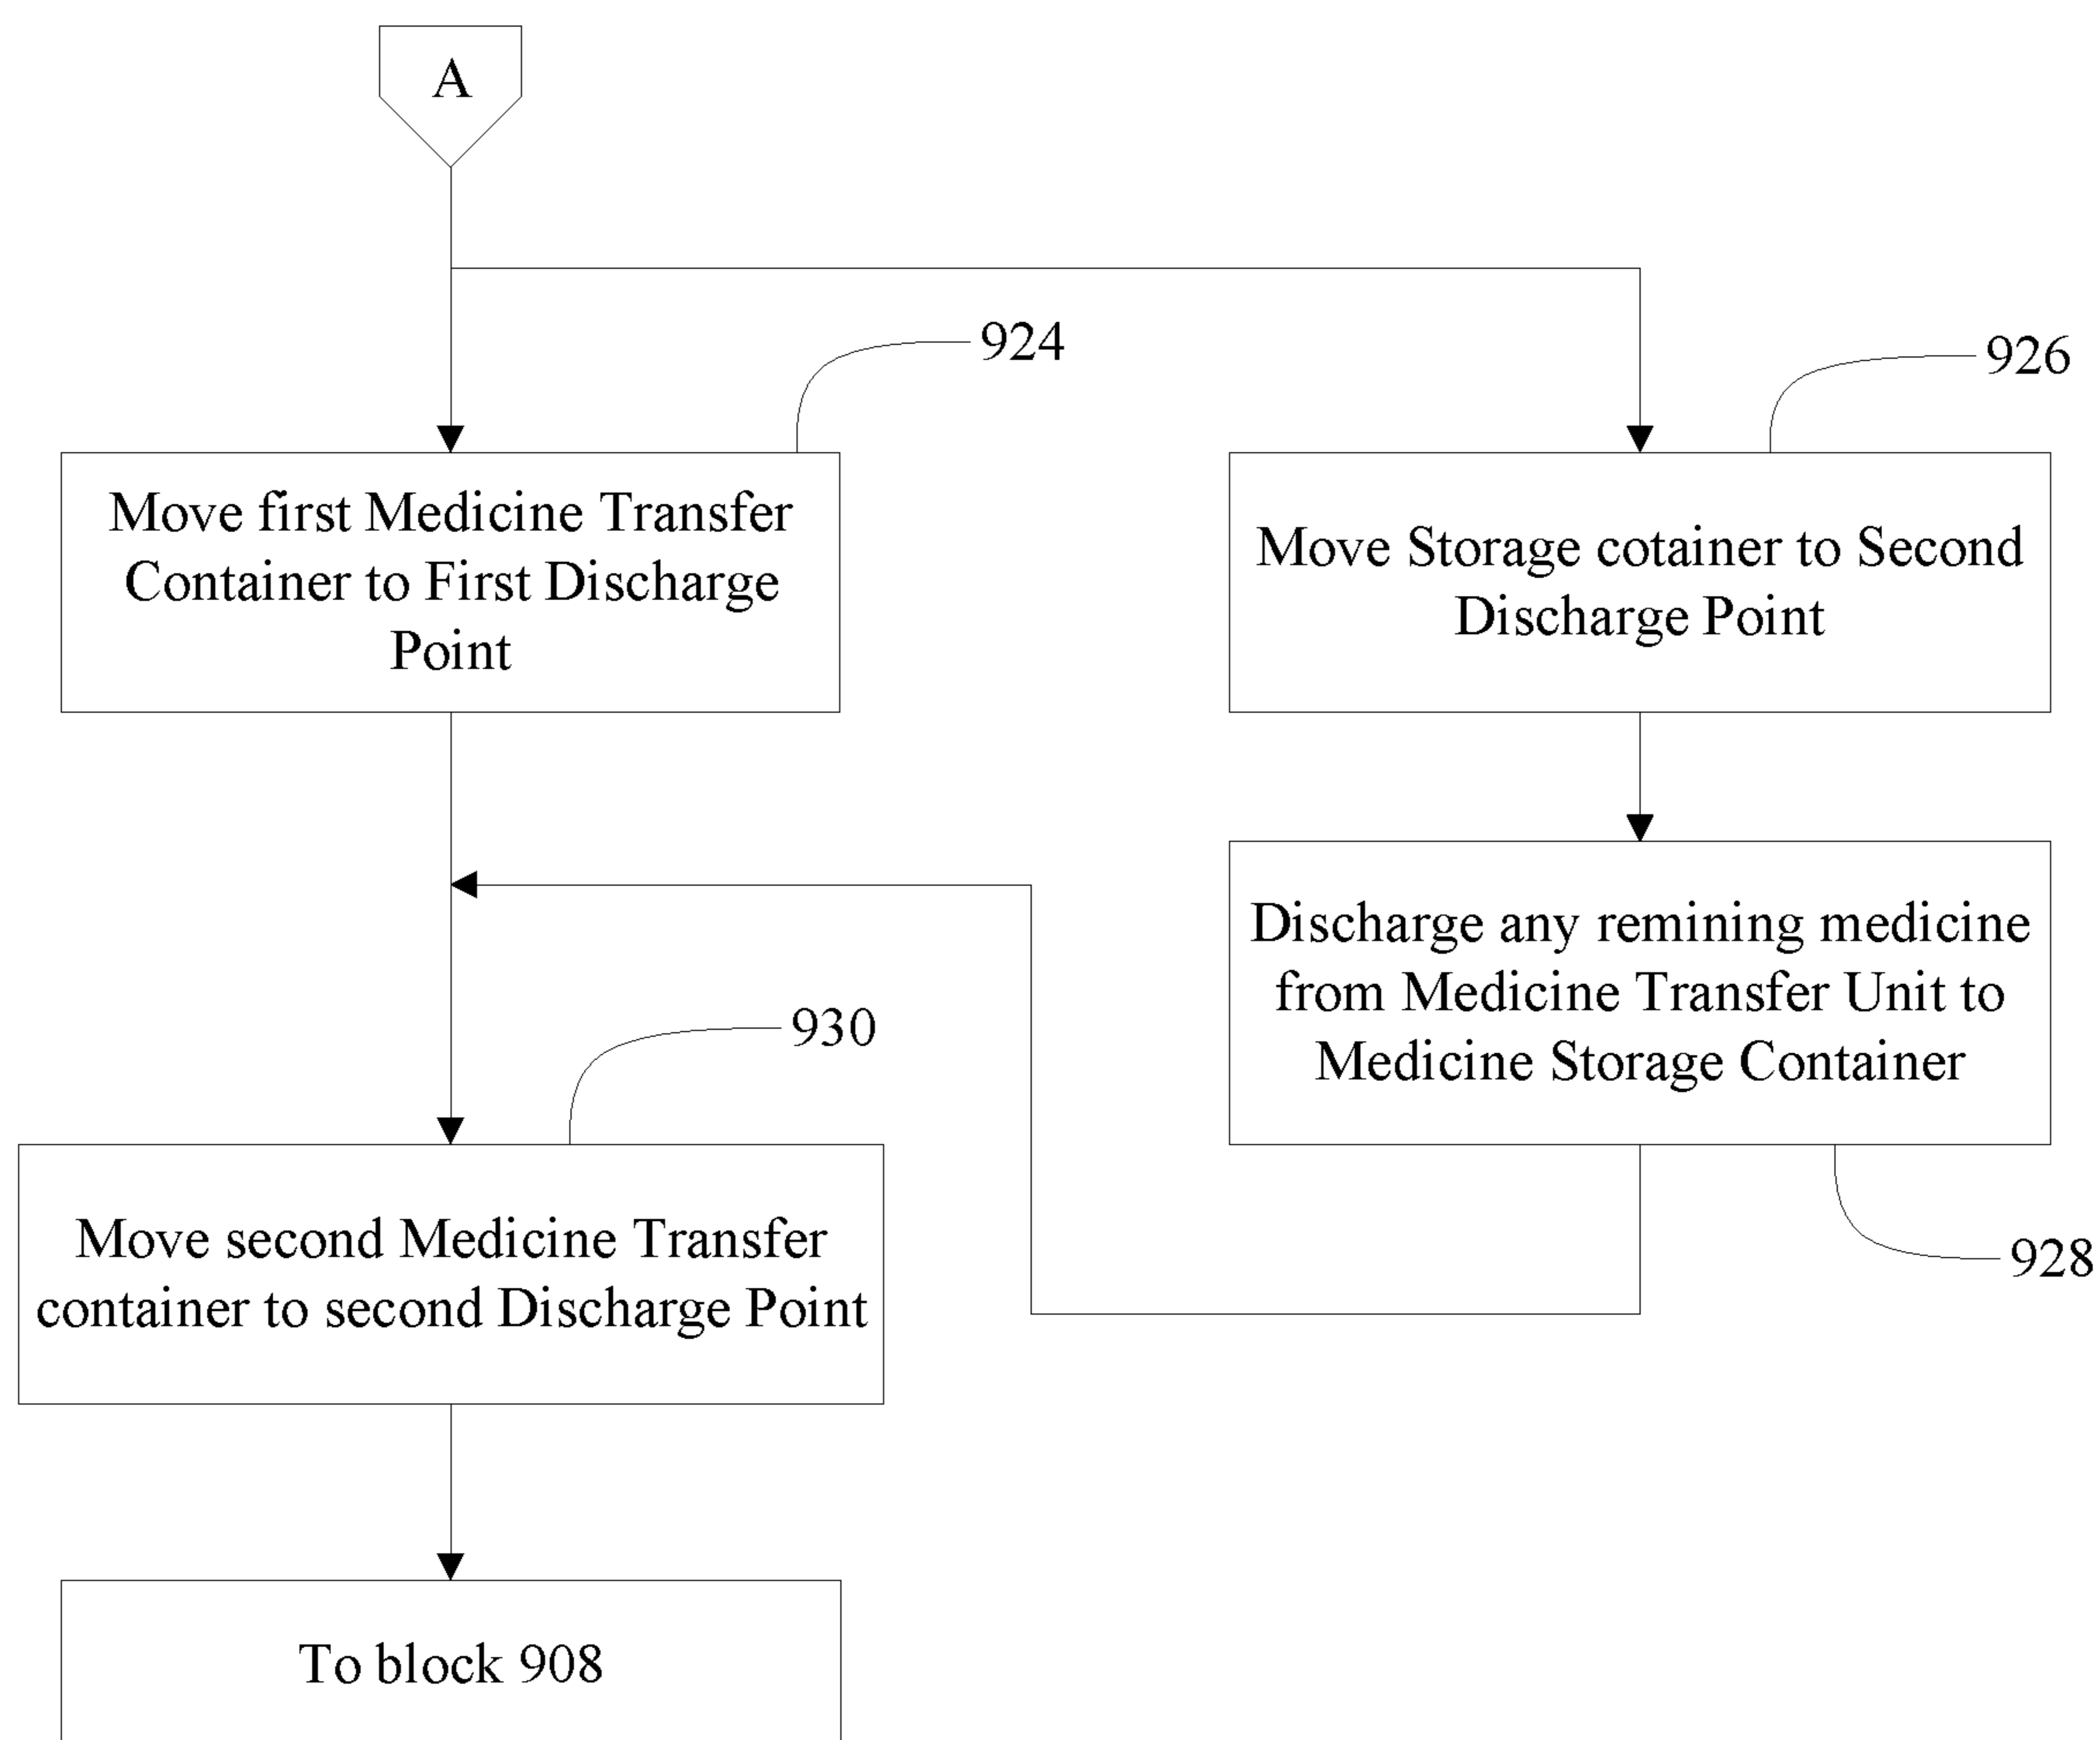 A
924
926
Move first Medicine Transfer
Container to First Discharge
Point
Move Storage cotainer to Second
Discharge Point
Discharge any remining medicine
from Medicine Transfer Unit to
Medicine Storage Container
930
Move second Medicine Transfer
container to second Discharge Point
928
To block 908